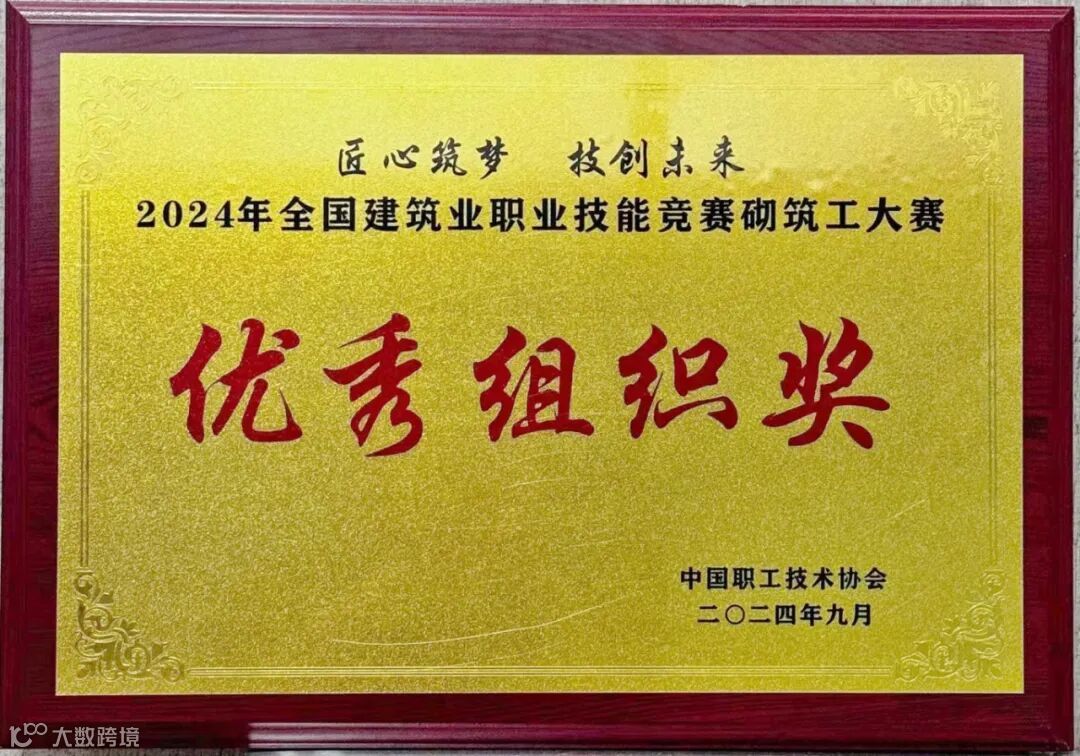 匠心筑梦 技创未来
2024年全国建筑业职业技能竞赛砌筑工大赛
优秀组织奖
中国职工技术协会
二〇二四年九月
大数跨境